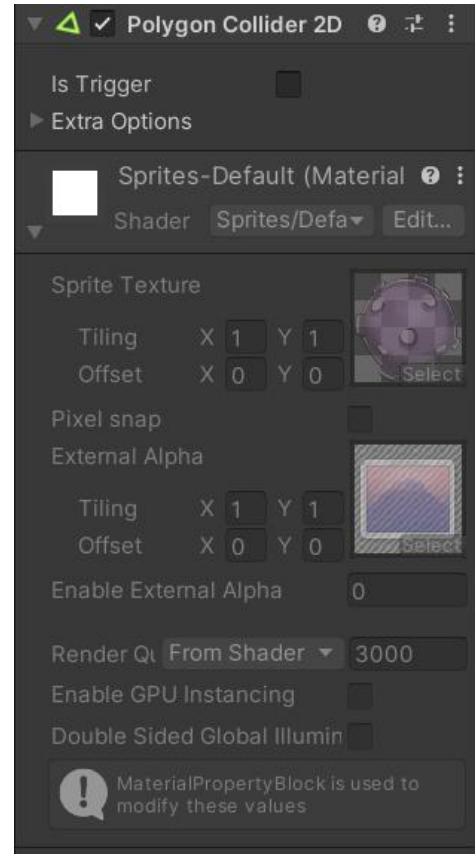 Polygon Collider 2D
Is Trigger
Extra Options
Sprites-Default (Material
Shader Sprites/Defa Edit...
Sprite Texture
Tiling X 1 Y 1
Offset X 0 Y 0 Select
Pixel snap
External Alpha
Tiling X 1 Y 1
Offset X 0 Y 0 Select
Enable External Alpha 0
Render Qu From Shader 3000
Enable GPU Instancing
Double Sided Global Illumin
MaterialPropertyBlock is used to
modify these values